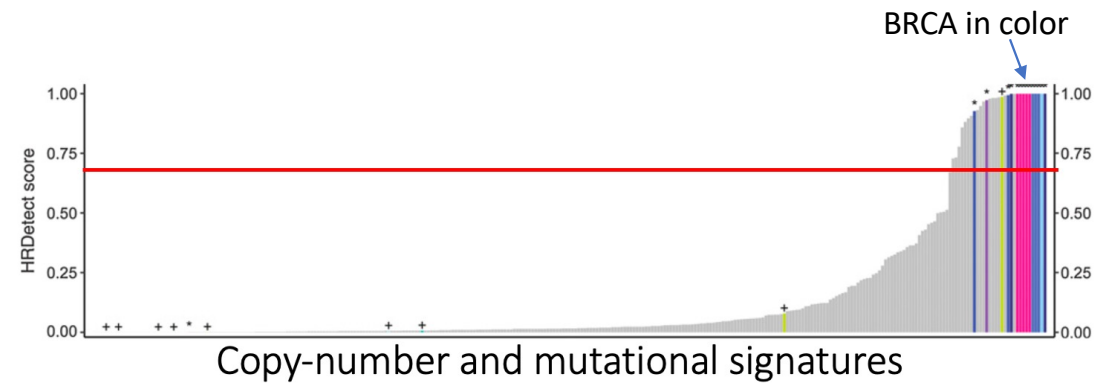 BRCA in color
1.00
0.75
0.50
0.25
0.00
HRDetect score
1.00
0.75
0.50
0.25
0.00
+ + + + * + + + + * * +
Copy-number and mutational signatures